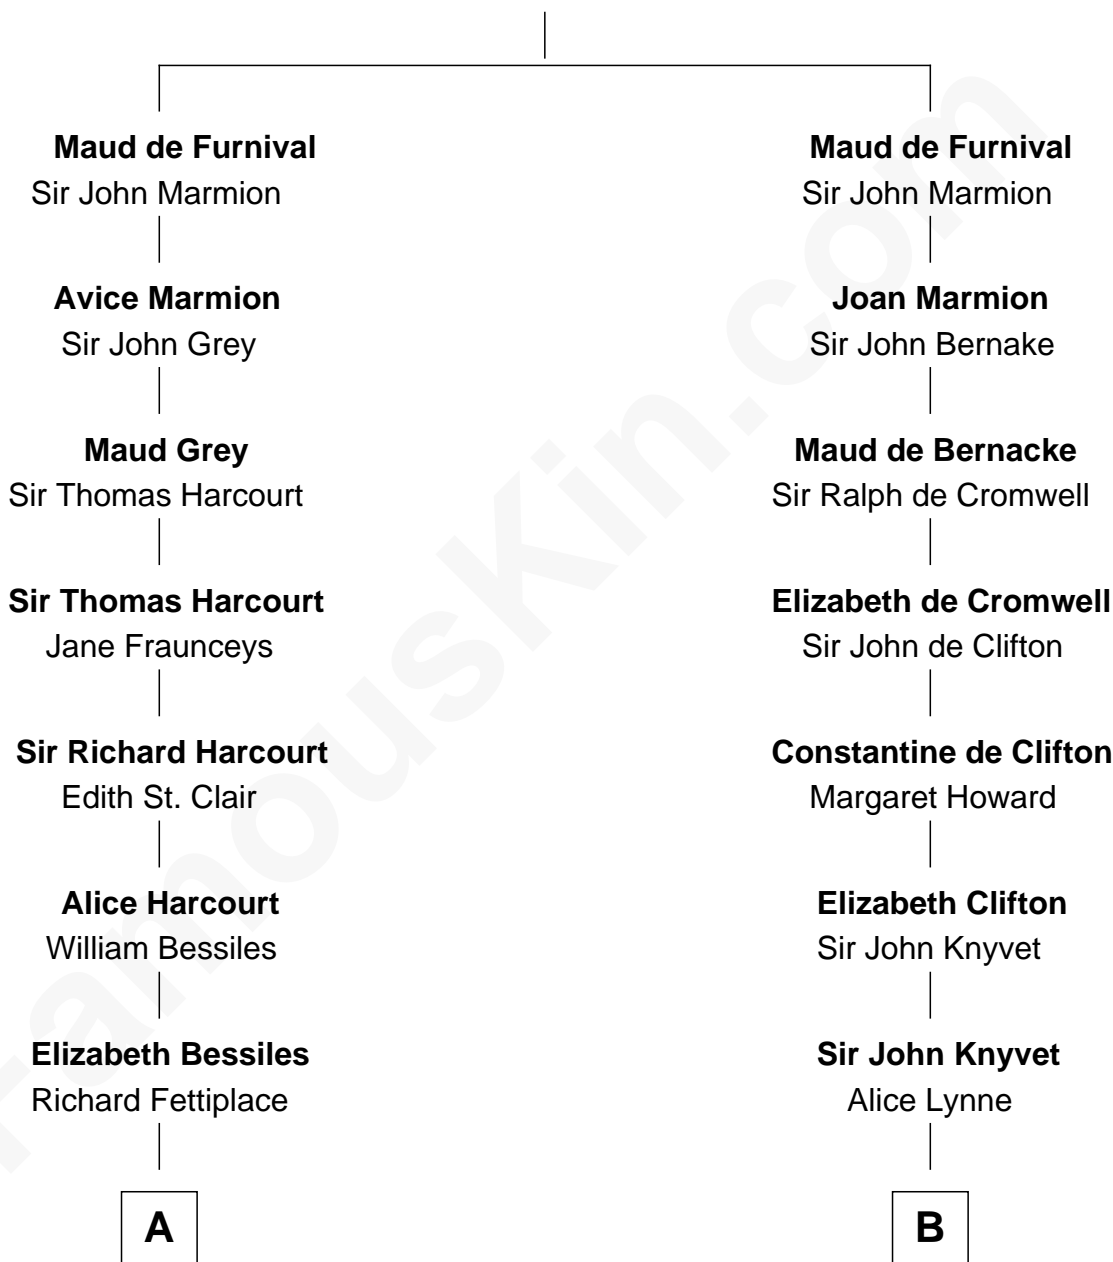 Maud de Furnival
Sir John Marmion
Avice Marmion
Sir John Grey
Maud Grey
Sir Thomas Harcourt
Sir Thomas Harcourt
Jane Fraunceys
Sir Richard Harcourt
Edith St. Clair
Alice Harcourt
William Bessiles
Elizabeth Bessiles
Richard Fettiplace
A
Maud de Furnival
Sir John Marmion
Joan Marmion
Sir John Bernake
Maud de Bernacke
Sir Ralph de Cromwell
Elizabeth de Cromwell
Sir John de Clifton
Constantine de Clifton
Margaret Howard
Elizabeth Clifton
Sir John Knyvet
Sir John Knyvet
Alice Lynne
B
FamousKin.com